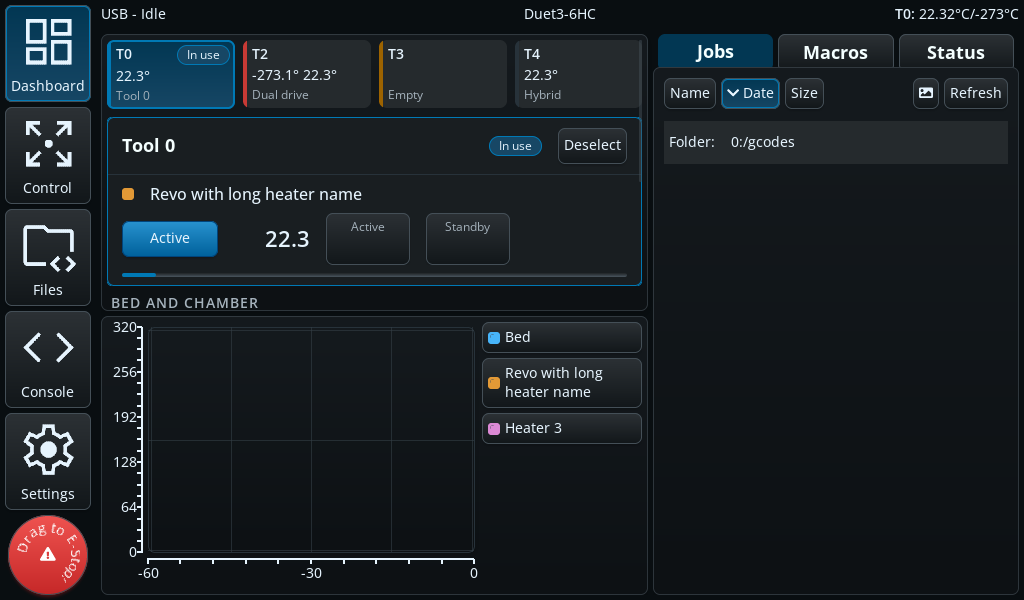 USB - Idle
Duet3-6HC
T0: 22.32°C/-273°C
Dashboard
Control
Files
Console
Settings
Drag to E-Stop!
T0
In use
22.3°
Tool 0
T2
-273.1° 22.3°
Dual drive
T3
Empty
T4
22.3°
Hybrid
Tool 0
In use
Deselect
Revo with long heater name
Active
22.3
Active
Standby
BED AND CHAMBER
320
256
192
128
64
0
-60
-30
0
Bed
Revo with long
heater name
Heater 3
Jobs
Macros
Status
Name
Date
Size
Refresh
Folder: 0:/gcodes